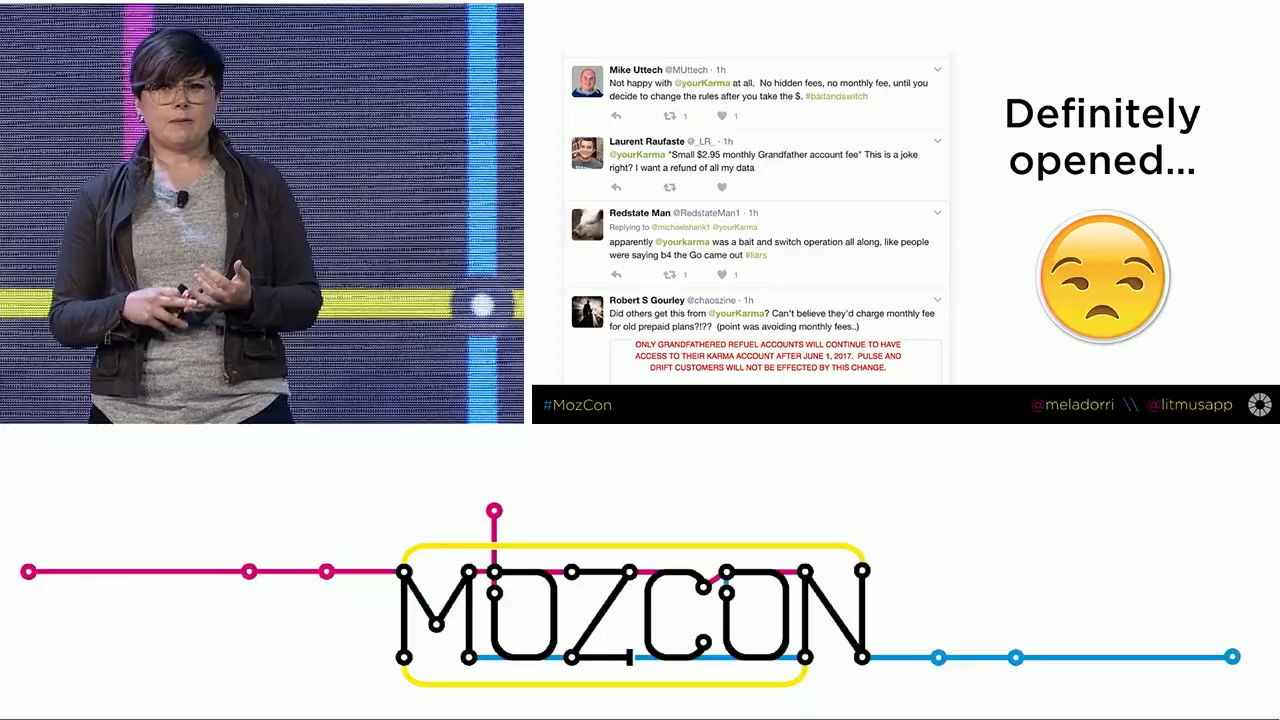 Mike Uttech @MUttech · 1h
Not happy with @yourKarma at all. No hidden fees, no monthly fee, until you
decide to change the rules after you take the $. #baitandswitch
1 1
Laurent Raufaste @_LR_ · 1h
@yourKarma "Small $2.95 monthly Grandfather account fee" This is a joke
right? I want a refund of all my data
Redstate Man @RedstateMan1 · 1h
Replying to @michaelshank1 @yourKarma
apparently @yourkarma was a bait and switch operation all along, like people
were saying b4 the Go came out #liars
1 1
Robert S Gourley @chaoszine · 1h
Did others get this from @yourKarma? Can't believe they'd charge monthly fee
for old prepaid plans?!?? (point was avoiding monthly fees..)
ONLY GRANDFATHERED REFUEL ACCOUNTS WILL CONTINUE TO HAVE
ACCESS TO THEIR KARMA ACCOUNT AFTER JUNE 1, 2017. PULSE AND
DRIFT CUSTOMERS WILL NOT BE EFFECTED BY THIS CHANGE.
Definitely
opened...
#MozCon
@meladorri \\ @litmusapp
MOZCON